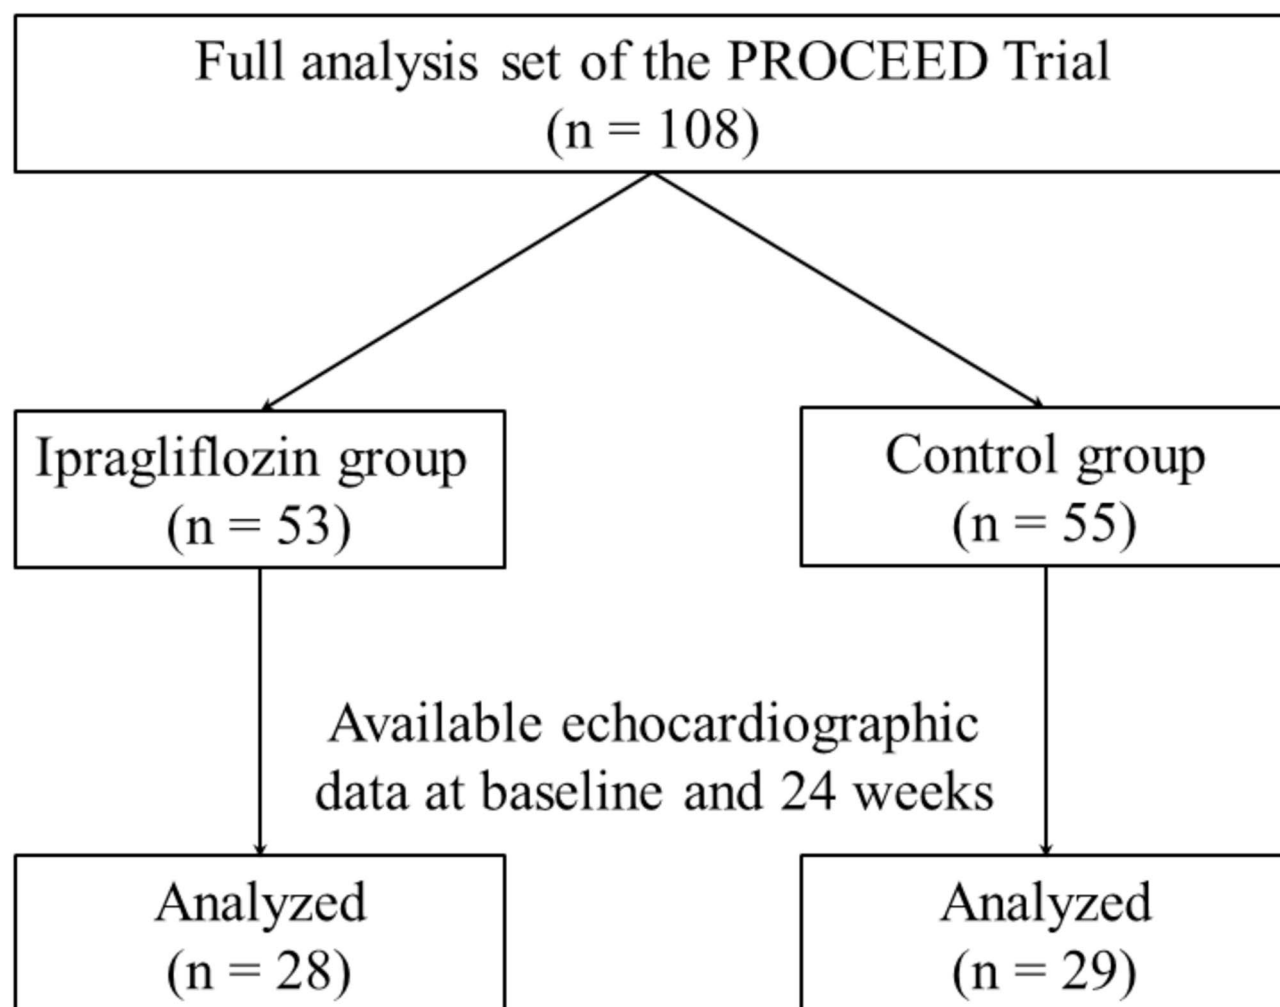 Full analysis set of the PROCEED Trial
(n = 108)
Ipragliflozin group
(n = 53)
Control group
(n = 55)
Available echocardiographic
data at baseline and 24 weeks
Analyzed
(n = 28)
Analyzed
(n = 29)